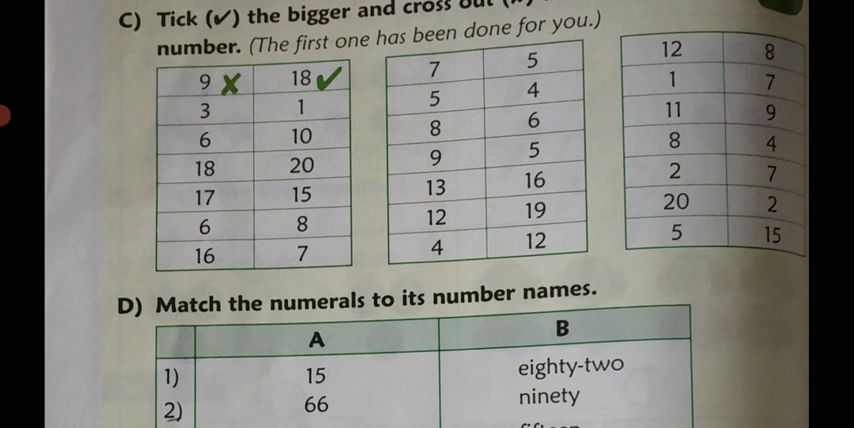 C) Tick (✓) the bigger and cross out
number. (The first one has been done for you.)
9 ✗ 18 ✓
3 1
6 10
18 20
17 15
6 8
16 7
7 5
5 4
8 6
9 5
13 16
12 19
4 12
12 8
1 7
11 9
8 4
2 7
20 2
5 15
D) Match the numerals to its number names.
A B
1) 15 eighty-two
2) 66 ninety